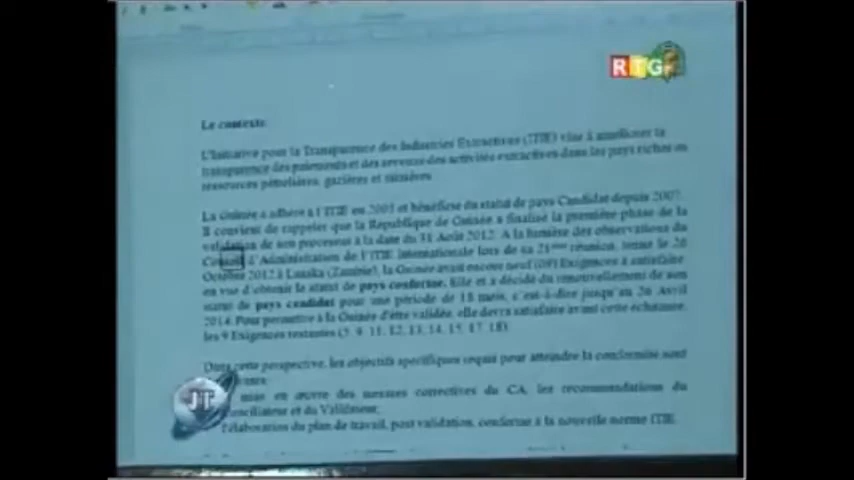 RTG
Le contexte
L'Initiative pour la Transparence des Industries Extractives (ITIE) vise à améliorer la
transparence des paiements et des revenus des activités extractives dans les pays riches en
ressources pétrolières, gazières et minières.
La Guinée a adhéré à l'ITIE en 2005 et bénéficie du statut de pays Candidat depuis 2007.
Il convient de rappeler que la République de Guinée a finalisé la première phase de la
validation de son processus à la date du 31 Août 2012. A la lumière des observations du
Conseil d'Administration de l'ITIE Internationale lors de sa 21ème réunion, tenue le 26
Octobre 2012 à Lusaka (Zambie), la Guinée avait encore neuf (09) Exigences à satisfaire
en vue d'obtenir le statut de pays conforme. Elle et a décidé du renouvellement de son
statut de pays candidat pour une période de 18 mois, c'est-à-dire jusqu'au 26 Avril
2014. Pour permettre à la Guinée d'être validée, elle devra satisfaire avant cette échéance,
les 9 Exigences restantes (5, 9, 11, 12, 13, 14, 15, 17, 18).
Dans cette perspective, les objectifs spécifiques requis pour atteindre la conformité sont
mise en œuvre des mesures correctives du CA, les recommandations du
Conciliateur et du Validateur;
l'élaboration du plan de travail, post validation, conforme à la nouvelle norme ITIE.
JT